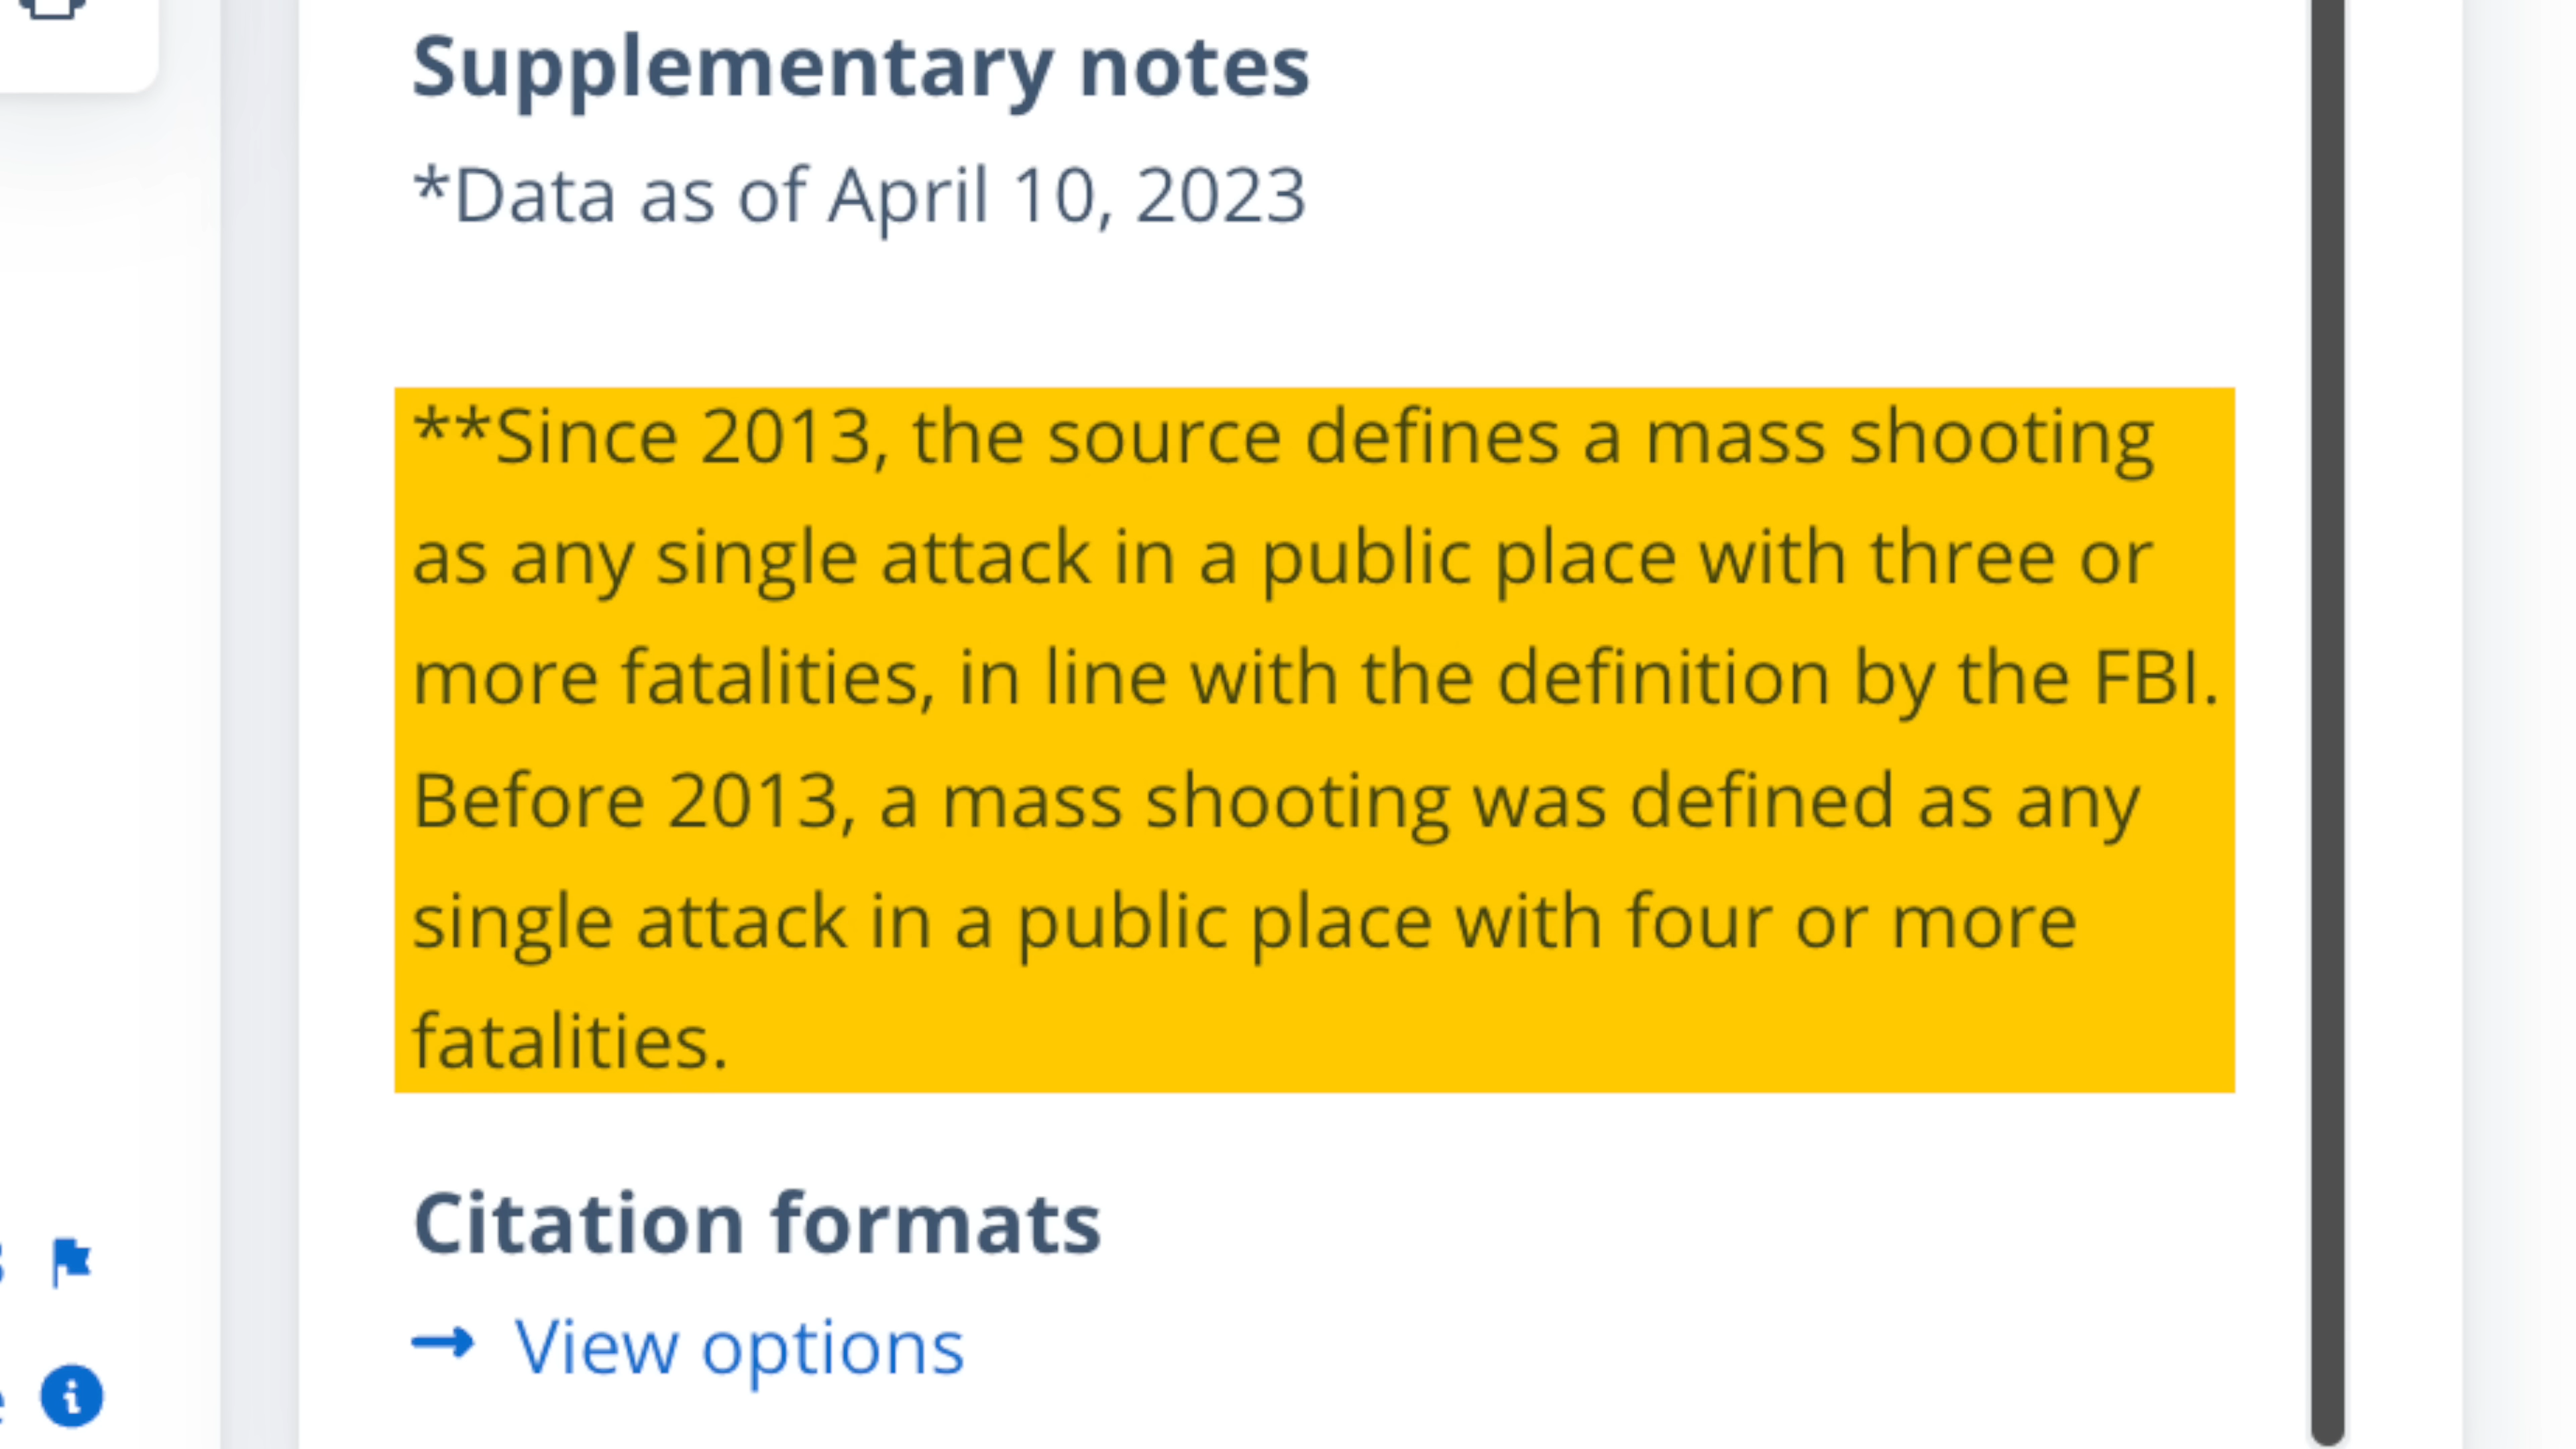 Supplementary notes
*Data as of April 10, 2023
**Since 2013, the source defines a mass shooting
as any single attack in a public place with three or
more fatalities, in line with the definition by the FBI.
Before 2013, a mass shooting was defined as any
single attack in a public place with four or more
fatalities.
Citation formats
→ View options